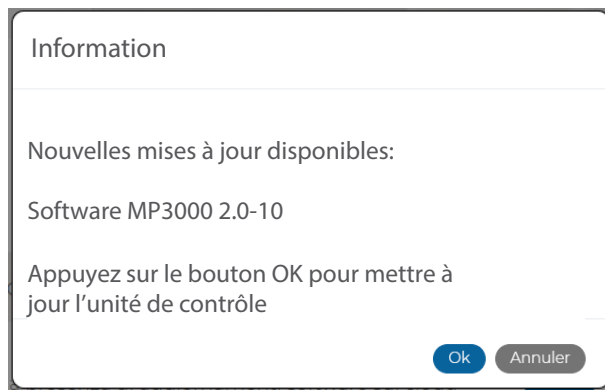 Information
Nouvelles mises à jour disponibles:
Software MP3000 2.0-10
Appuyez sur le bouton OK pour mettre à
jour l’unité de contrôle
Ok
Annuler